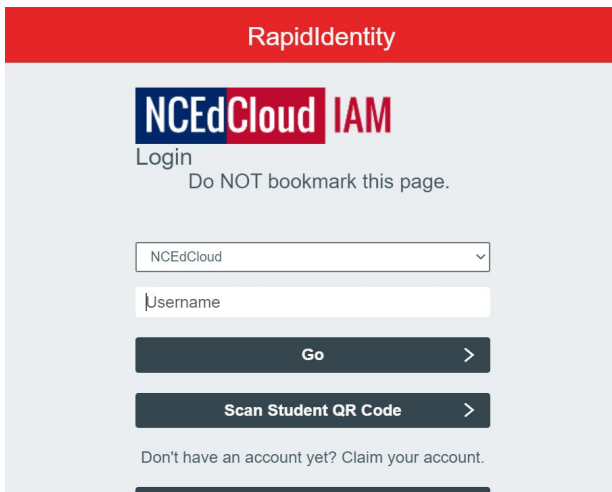 RapidIdentity
NCEdCloud IAM
Login
Do NOT bookmark this page.
NCEdCloud
Username
Go
Scan Student QR Code
Don't have an account yet? Claim your account.